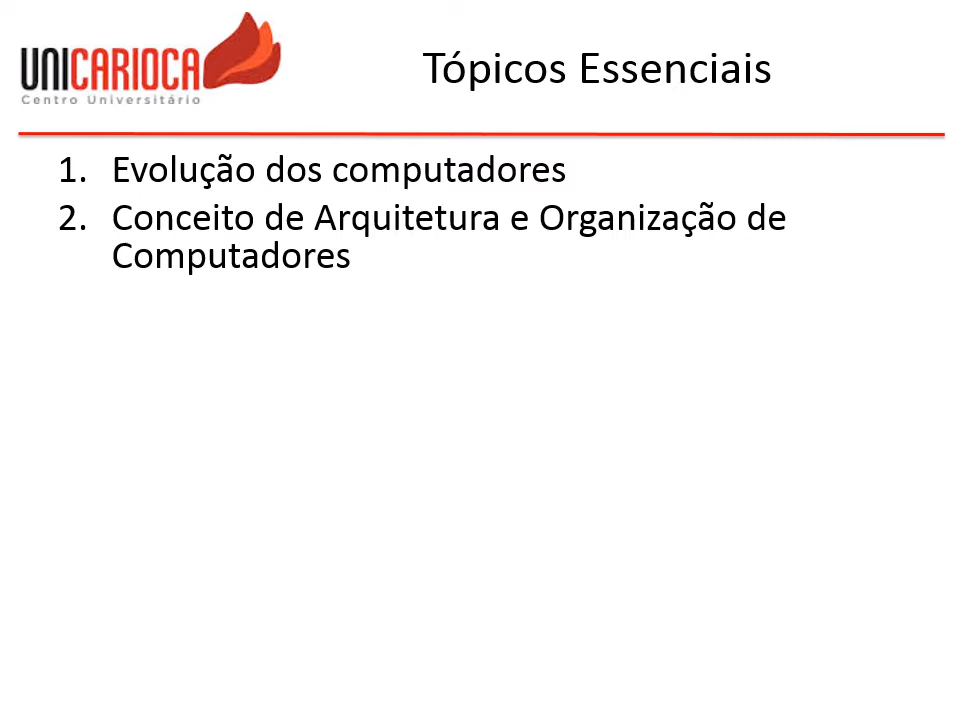 UNICARIOCA
Centro Universitário
Tópicos Essenciais
1. Evolução dos computadores
2. Conceito de Arquitetura e Organização de
Computadores